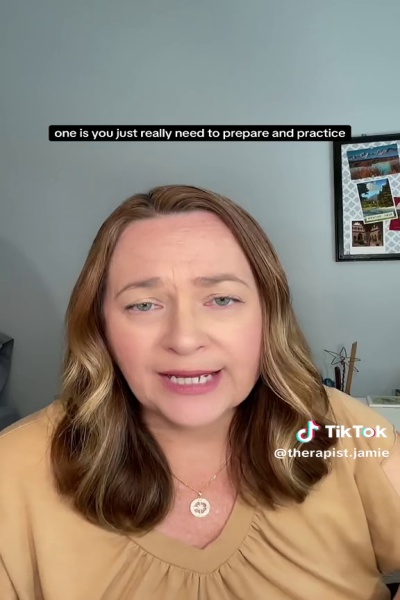 one is you just really need to prepare and practice
TikTok
@therapist.jamie